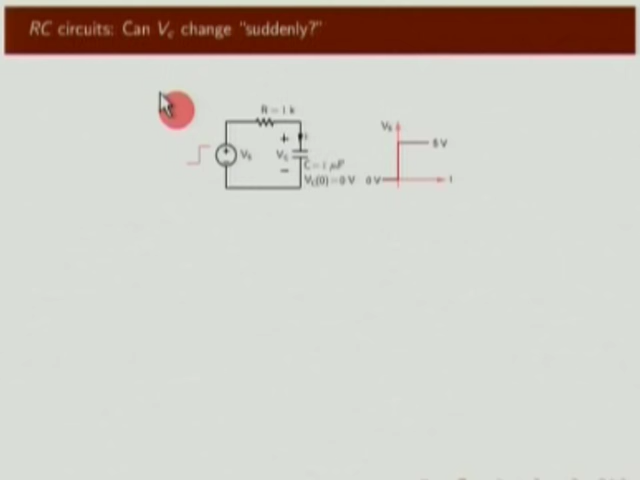 RC circuits: Can Vc change "suddenly?"
R = 1 k
Vs
5 V
+
i
Vs
Vc
C = 1 µF
−
Vc(0) = 0 V
0 V
t